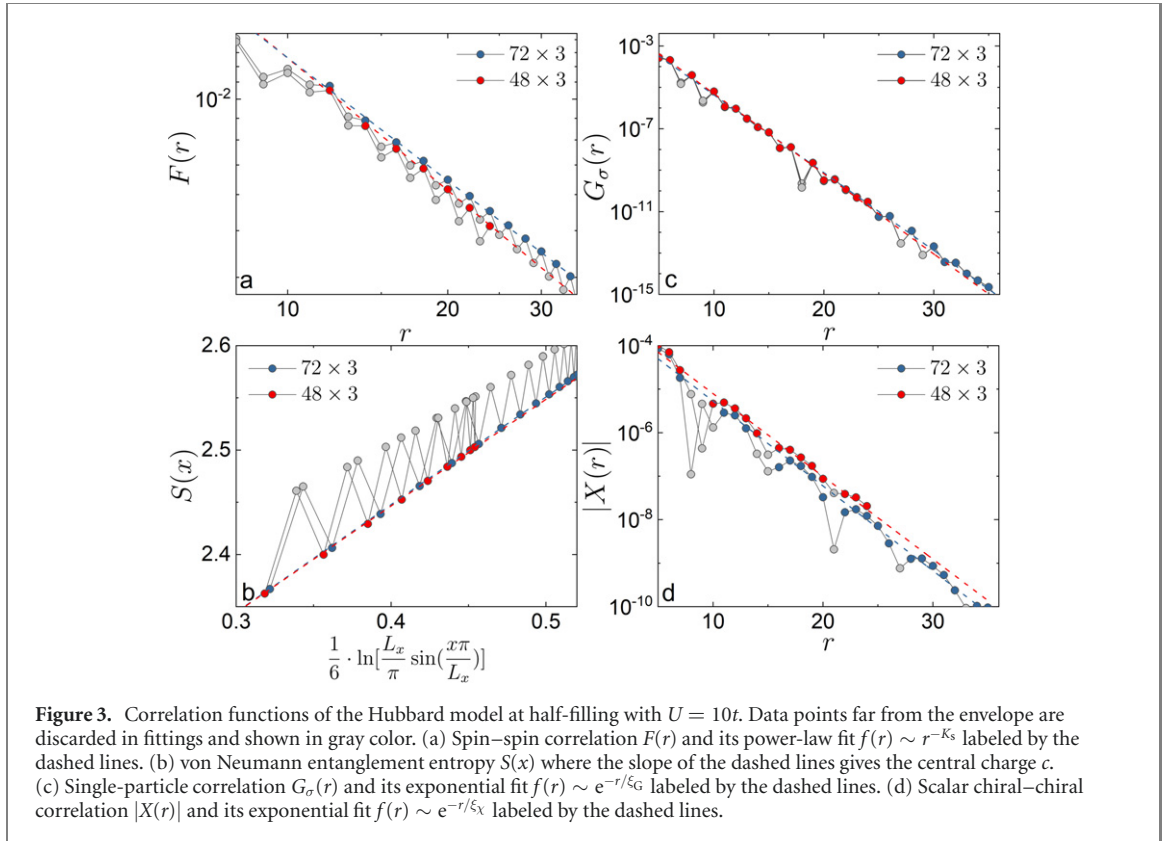 72 × 3
48 × 3
10^-2
F(r)
a
10
20
30
r
10^-3
72 × 3
48 × 3
10^-7
G_σ(r)
10^-11
c
10^-15
10
20
30
r
2.6
72 × 3
48 × 3
2.5
S(x)
2.4
b
0.3
0.4
0.5
1/6 · ln[L_x/π sin(xπ/L_x)]
10^-4
72 × 3
48 × 3
10^-6
|X(r)|
10^-8
d
10^-10
10
20
30
r
Figure 3. Correlation functions of the Hubbard model at half-filling with U = 10t. Data points far from the envelope are
discarded in fittings and shown in gray color. (a) Spin–spin correlation F(r) and its power-law fit f(r) ~ r^-K_s labeled by the
dashed lines. (b) von Neumann entanglement entropy S(x) where the slope of the dashed lines gives the central charge c.
(c) Single-particle correlation G_σ(r) and its exponential fit f(r) ~ e^-r/ξ_G labeled by the dashed lines. (d) Scalar chiral–chiral
correlation |X(r)| and its exponential fit f(r) ~ e^-r/ξ_χ labeled by the dashed lines.